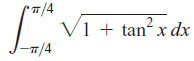 ∫_{-π/4}^{π/4} √(1 + tan² x) dx